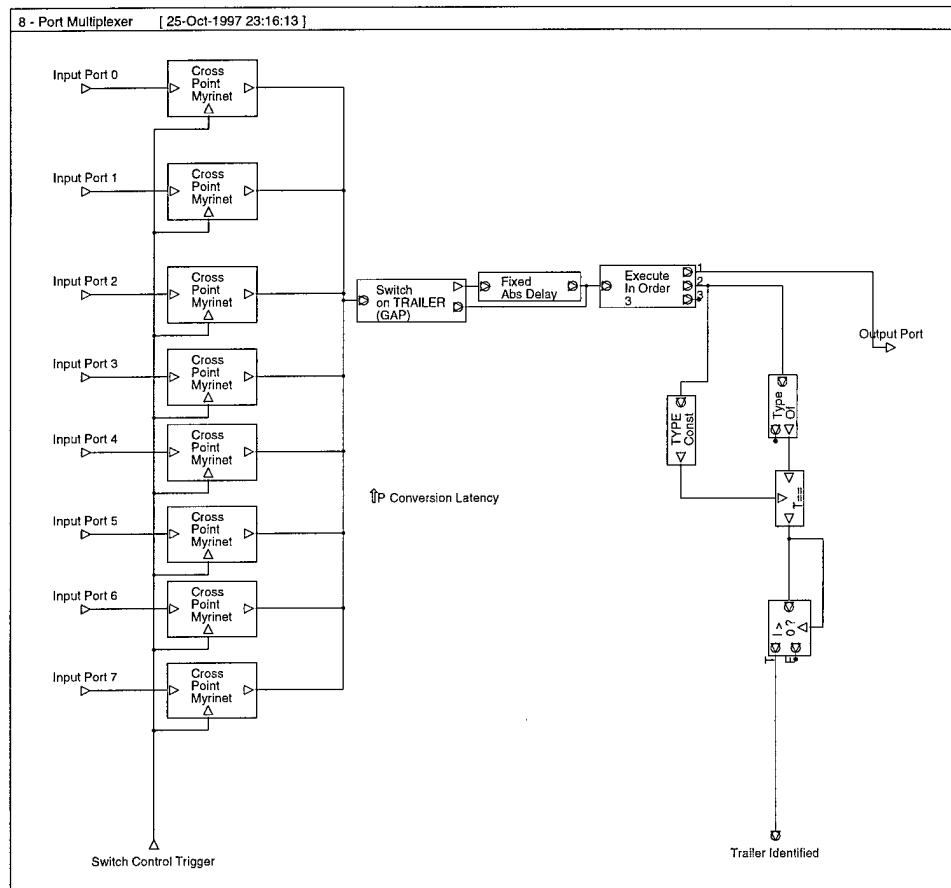 8 - Port Multiplexer [ 25-Oct-1997 23:16:13 ]
Input Port 0
Cross
Point
Myrinet
Input Port 1
Cross
Point
Myrinet
Input Port 2
Cross
Point
Myrinet
Input Port 3
Cross
Point
Myrinet
Input Port 4
Cross
Point
Myrinet
Input Port 5
Cross
Point
Myrinet
Input Port 6
Cross
Point
Myrinet
Input Port 7
Cross
Point
Myrinet
Switch Control Trigger
Switch
on TRAILER
(GAP)
Fixed
Abs Delay
Execute
In Order
3
1
2
3
Output Port
TYPE
Const
Type
Of
T==
I >
0 ?
T
F
⇧P Conversion Latency
Trailer Identified